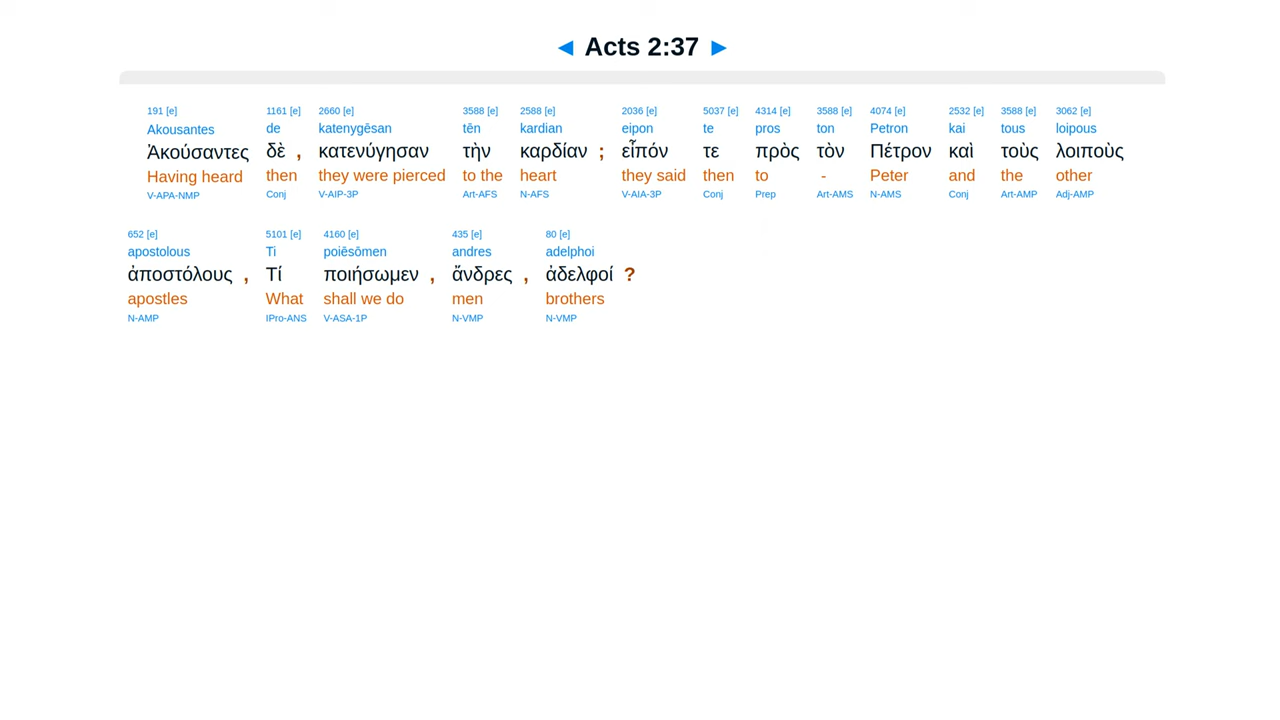 ◄ Acts 2:37 ►
191 [e] 1161 [e] 2660 [e] 3588 [e] 2588 [e] 2036 [e] 5037 [e] 4314 [e] 3588 [e] 4074 [e] 2532 [e] 3588 [e] 3062 [e]
Akousantes de katenygēsan tēn kardian eipon te pros ton Petron kai tous loipous
Ἀκούσαντες δὲ , κατενύγησαν τὴν καρδίαν ; εἶπόν τε πρὸς τὸν Πέτρον καὶ τοὺς λοιποὺς
Having heard then they were pierced to the heart they said then to - Peter and the other
V-APA-NMP Conj V-AIP-3P Art-AFS N-AFS V-AIA-3P Conj Prep Art-AMS N-AMS Conj Art-AMP Adj-AMP
652 [e] 5101 [e] 4160 [e] 435 [e] 80 [e]
apostolous Ti poiēsōmen andres adelphoi
ἀποστόλους , Τί ποιήσωμεν , ἄνδρες , ἀδελφοί ?
apostles What shall we do men brothers
N-AMP IPro-ANS V-ASA-1P N-VMP N-VMP